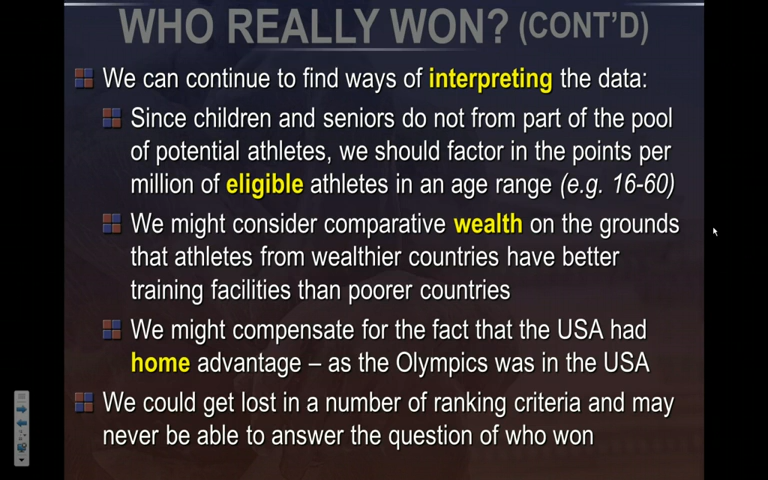 WHO REALLY WON? (CONT'D)
We can continue to find ways of interpreting the data:
Since children and seniors do not from part of the pool
of potential athletes, we should factor in the points per
million of eligible athletes in an age range (e.g. 16-60)
We might consider comparative wealth on the grounds
that athletes from wealthier countries have better
training facilities than poorer countries
We might compensate for the fact that the USA had
home advantage – as the Olympics was in the USA
We could get lost in a number of ranking criteria and may
never be able to answer the question of who won